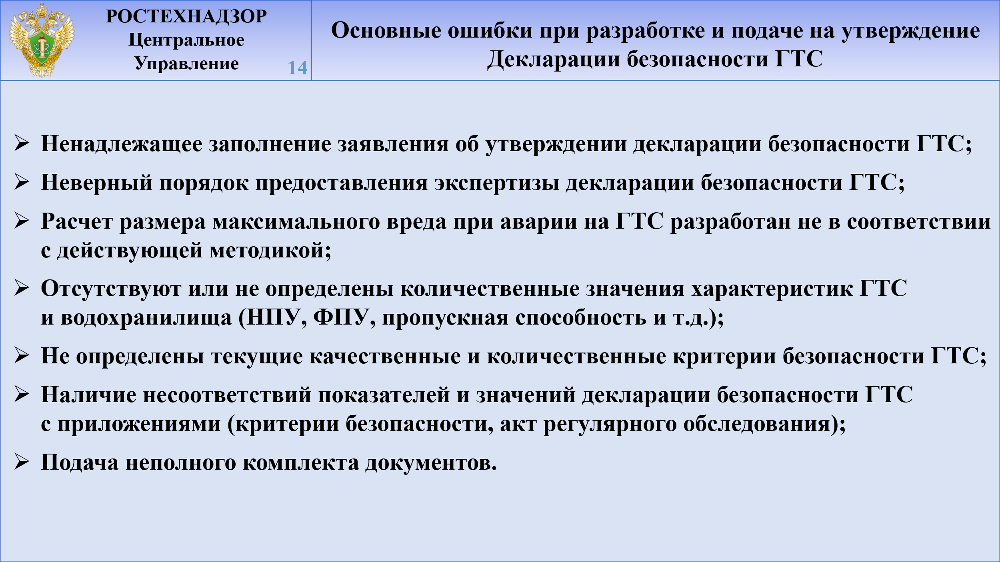 РОСТЕХНАДЗОР
Центральное
Управление
14
Основные ошибки при разработке и подаче на утверждение
Декларации безопасности ГТС
Ненадлежащее заполнение заявления об утверждении декларации безопасности ГТС;
Неверный порядок предоставления экспертизы декларации безопасности ГТС;
Расчет размера максимального вреда при аварии на ГТС разработан не в соответствии
с действующей методикой;
Отсутствуют или не определены количественные значения характеристик ГТС
и водохранилища (НПУ, ФПУ, пропускная способность и т.д.);
Не определены текущие качественные и количественные критерии безопасности ГТС;
Наличие несоответствий показателей и значений декларации безопасности ГТС
с приложениями (критерии безопасности, акт регулярного обследования);
Подача неполного комплекта документов.